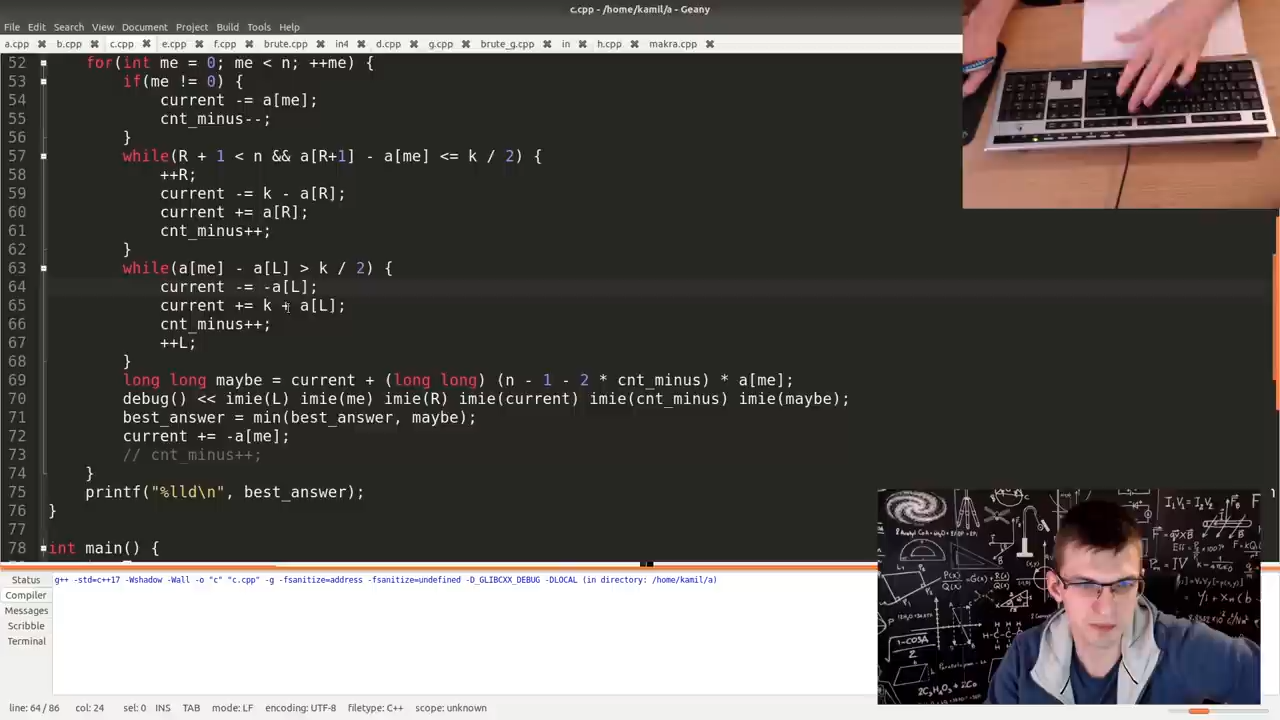 c.cpp - /home/kamil/a - Geany
File Edit Search View Document Project Build Tools Help
a.cpp b.cpp c.cpp e.cpp f.cpp brute.cpp in4 d.cpp g.cpp brute_g.cpp in h.cpp makra.cpp
52 for(int me = 0; me < n; ++me) {
53 if(me != 0) {
54 current -= a[me];
55 cnt_minus--;
56 }
57 while(R + 1 < n && a[R+1] - a[me] <= k / 2) {
58 ++R;
59 current -= k - a[R];
60 current += a[R];
61 cnt_minus++;
62 }
63 while(a[me] - a[L] > k / 2) {
64 current -= -a[L];
65 current += k + a[L];
66 cnt_minus++;
67 ++L;
68 }
69 long long maybe = current + (long long) (n - 1 - 2 * cnt_minus) * a[me];
70 debug() << imie(L) imie(me) imie(R) imie(current) imie(cnt_minus) imie(maybe);
71 best_answer = min(best_answer, maybe);
72 current += -a[me];
73 // cnt_minus++;
74 }
75 printf("%lld\n", best_answer);
76 }
77
78 int main() {
Status
Compiler
Messages
Scribble
Terminal
g++ -std=c++17 -Wshadow -Wall -o "c" "c.cpp" -g -fsanitize=address -fsanitize=undefined -D_GLIBCXX_DEBUG -DLOCAL (in directory: /home/kamil/a)
line: 64 / 86 col: 24 sel: 0 INS TAB mode: LF encoding: UTF-8 filetype: C++ scope: unknown